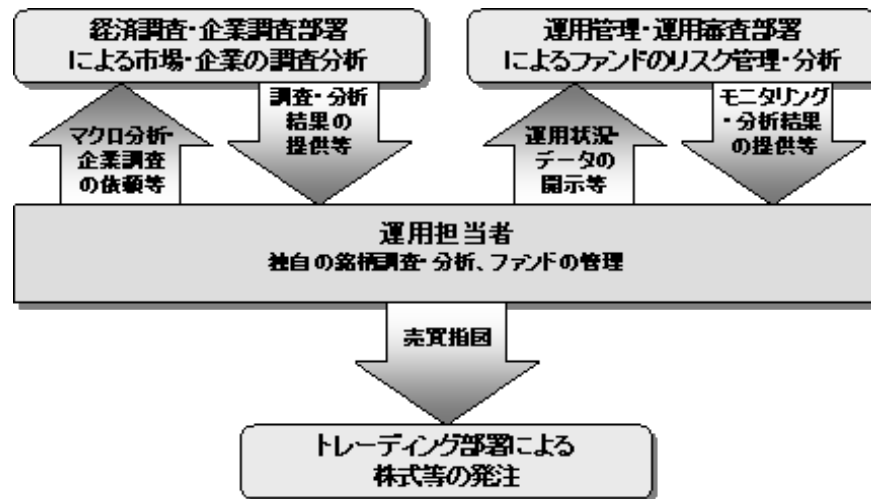 経済調査・企業調査部署
による市場・企業の調査分析
運用管理・運用審査部署
によるファンドのリスク管理・分析
マクロ分析・
企業調査
の依頼等
調査・分析
結果の
提供等
運用状況・
データの
開示等
モニタリング
・分析結果
の提供等
運用担当者
独自の銘柄調査・分析、ファンドの管理
売買指図
トレーディング部署による
株式等の発注